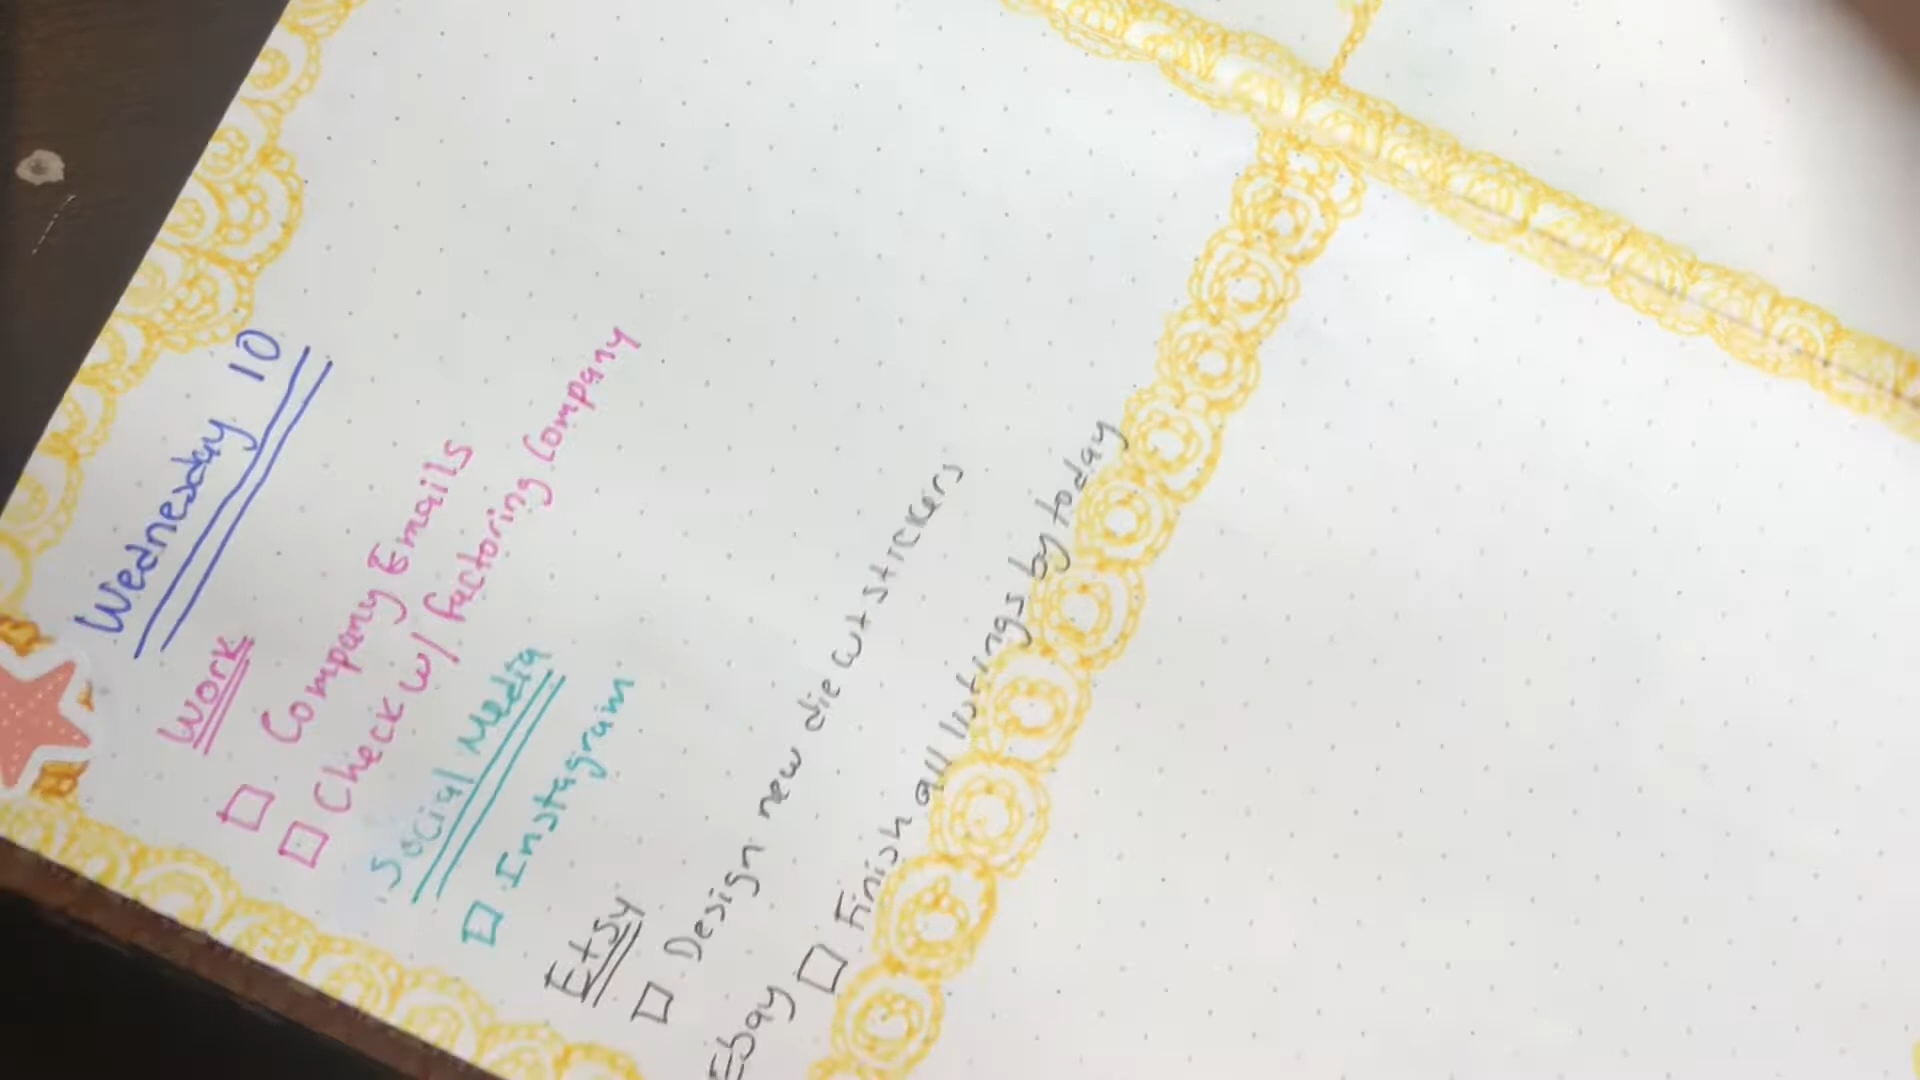 Wednesday 10
Work
Company Emails
Check w/ factoring company
Social Media
Instagram
Etsy
Design new die cut stickers
Ebay
Finish all listings by today